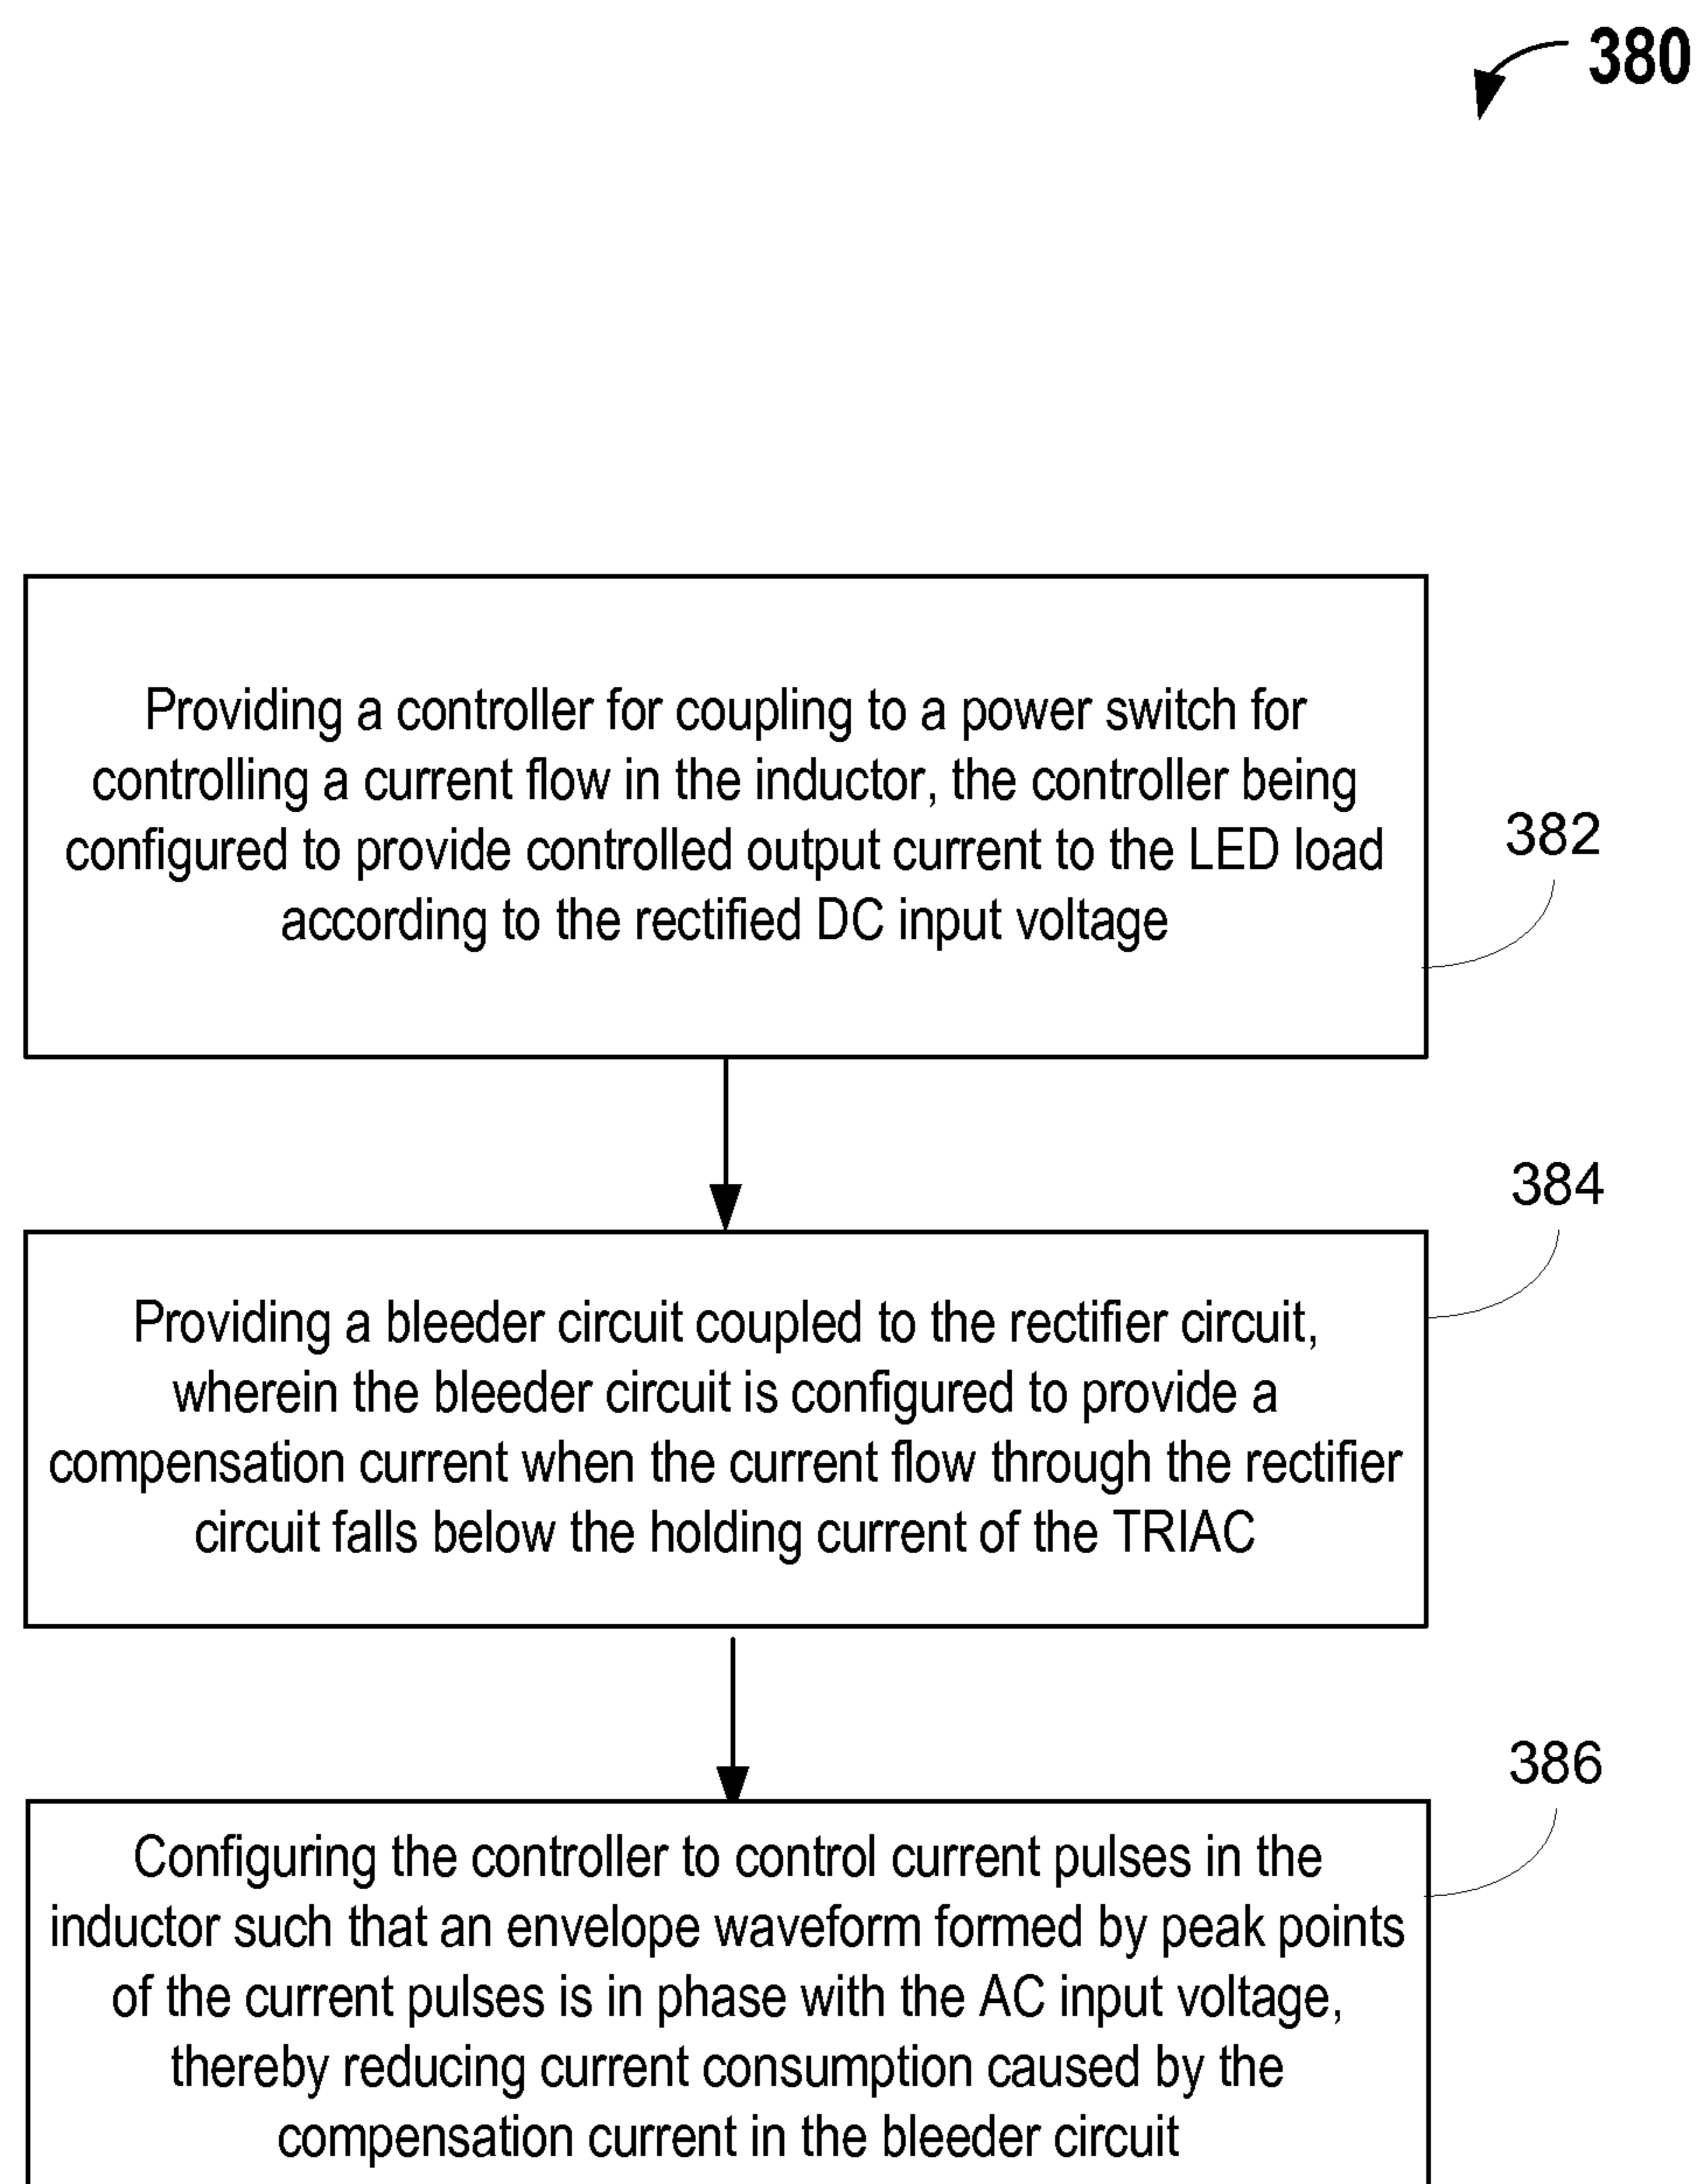 380
Providing a controller for coupling to a power switch for
controlling a current flow in the inductor, the controller being
configured to provide controlled output current to the LED load
according to the rectified DC input voltage
382
384
Providing a bleeder circuit coupled to the rectifier circuit,
wherein the bleeder circuit is configured to provide a
compensation current when the current flow through the rectifier
circuit falls below the holding current of the TRIAC
386
Configuring the controller to control current pulses in the
inductor such that an envelope waveform formed by peak points
of the current pulses is in phase with the AC input voltage,
thereby reducing current consumption caused by the
compensation current in the bleeder circuit